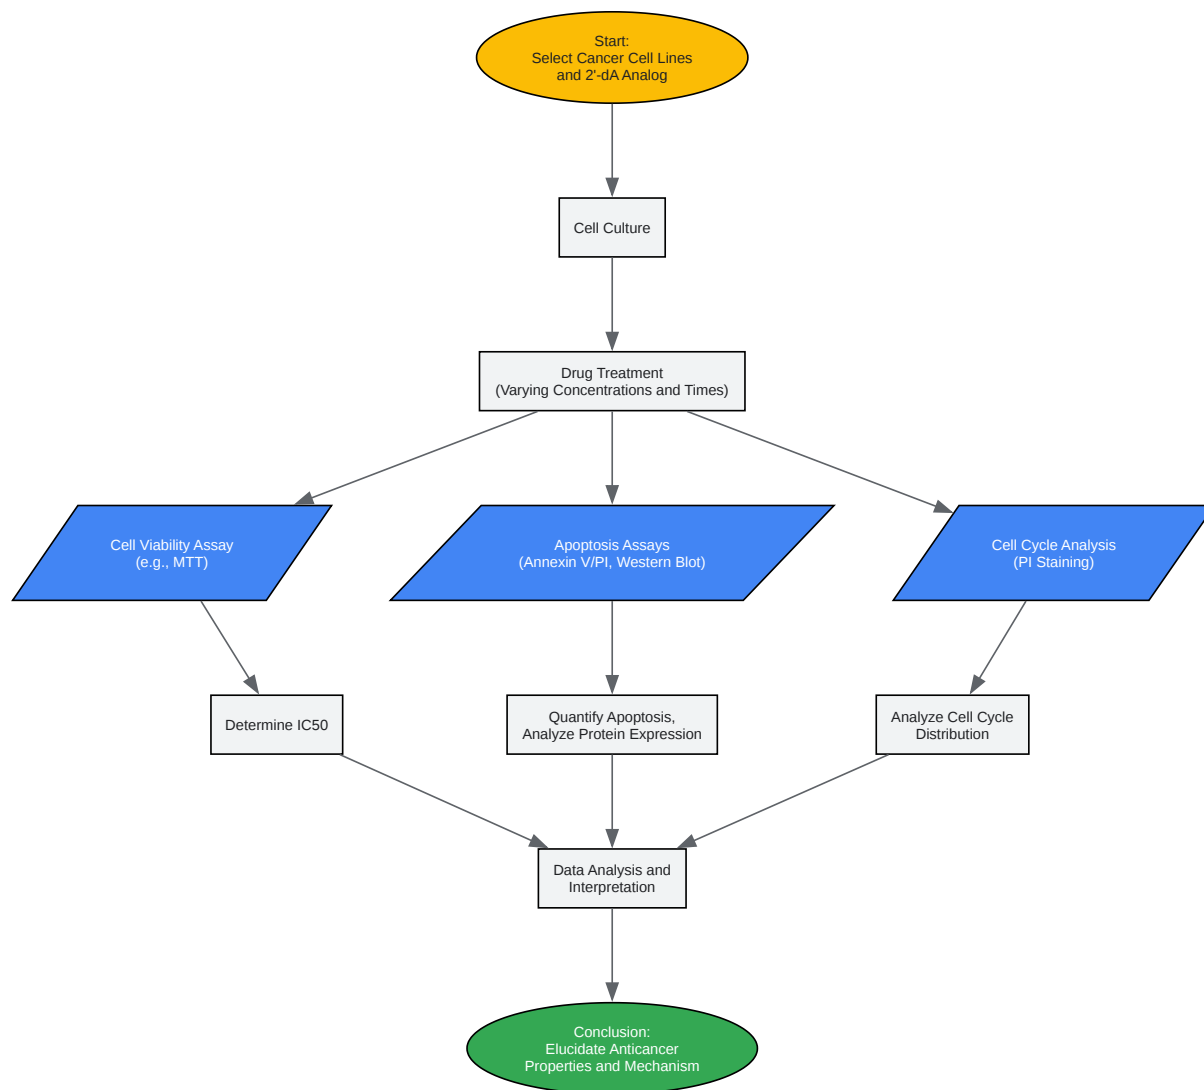 Start:
Select Cancer Cell Lines
and 2'-dA Analog
Cell Culture
Drug Treatment
(Varying Concentrations and Times)
Cell Viability Assay
(e.g., MTT)
Apoptosis Assays
(Annexin V/PI, Western Blot)
Cell Cycle Analysis
(PI Staining)
Determine IC50
Quantify Apoptosis,
Analyze Protein Expression
Analyze Cell Cycle
Distribution
Data Analysis and
Interpretation
Conclusion:
Elucidate Anticancer
Properties and Mechanism